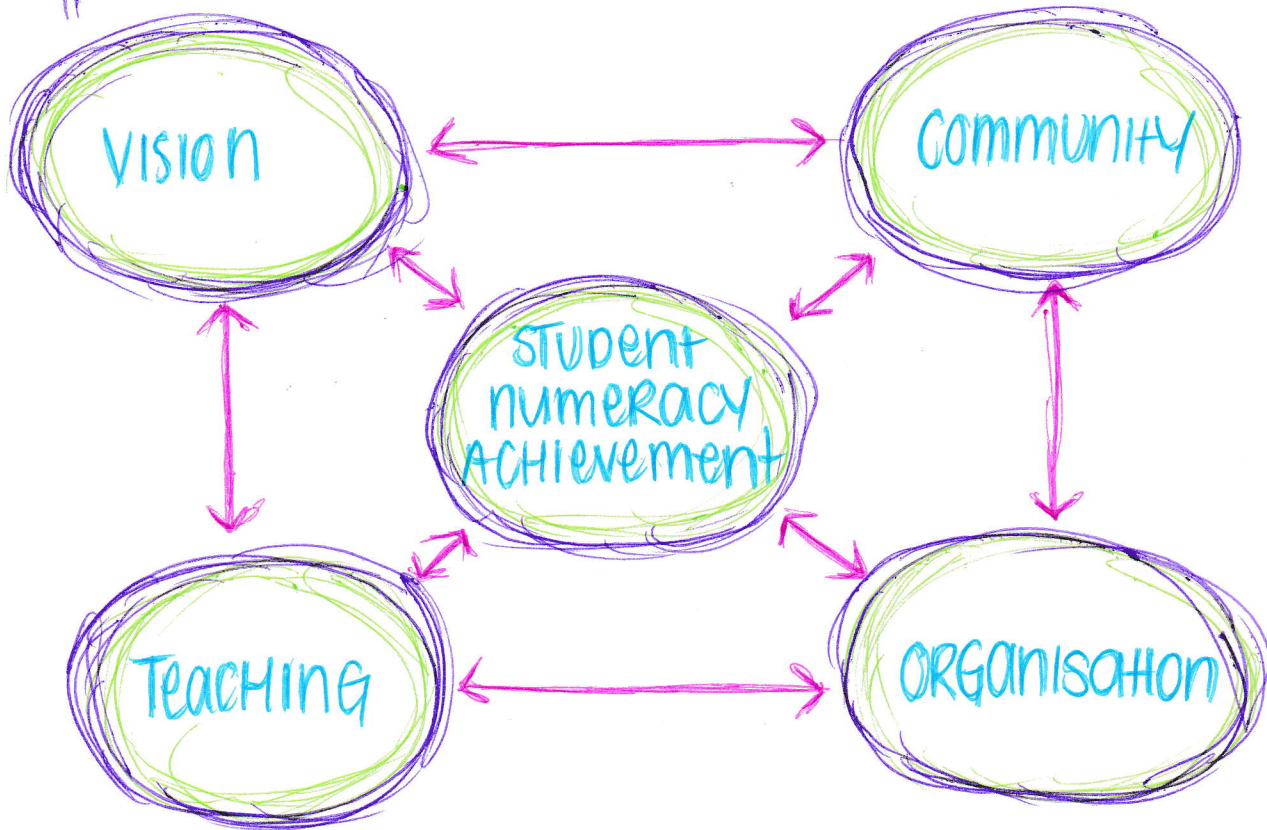 VISION
COMMUNITY
STUDENT
NUMERACY
ACHIEVEMENT
TEACHING
ORGANISATION